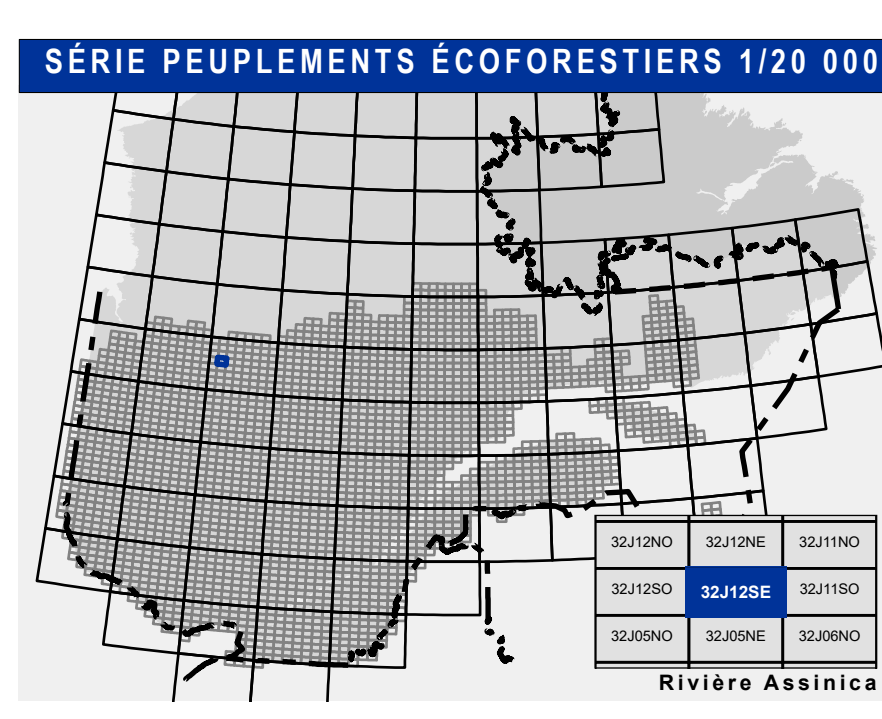 SÉRIE PEUPLEMENTS ÉCOFORESTIERS 1/20 000
32J12NO 32J12NE 32J11NO
32J12SO 32J12SE 32J11SO
32J05NO 32J05NE 32J06NO
Rivière Assinica